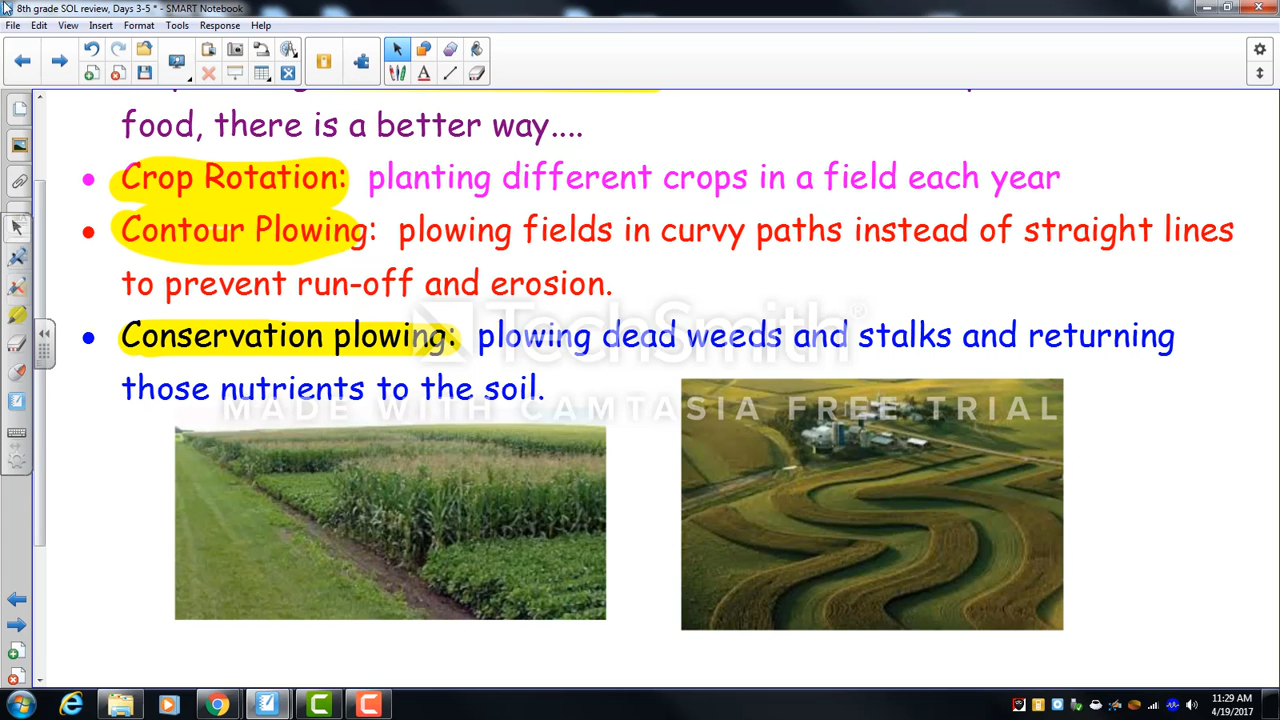 8th grade SOL review, Days 3-5 * - SMART Notebook
File Edit View Insert Format Tools Response Help
food, there is a better way....
• Crop Rotation: planting different crops in a field each year
• Contour Plowing: plowing fields in curvy paths instead of straight lines
to prevent run-off and erosion.
TechSmith®
• Conservation plowing: plowing dead weeds and stalks and returning
those nutrients to the soil.
MADE WITH CAMTASIA FREE TRIAL
11:29 AM
4/19/2017